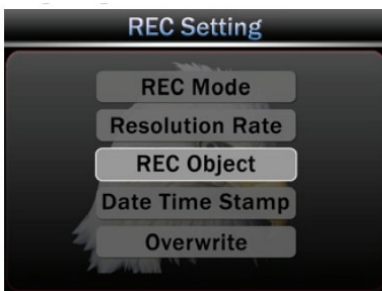 REC Setting
REC Mode
Resolution Rate
REC Object
Date Time Stamp
Overwrite